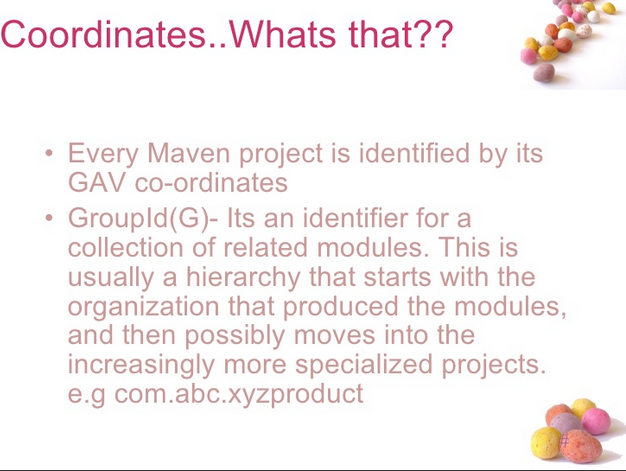 Coordinates..Whats that??
• Every Maven project is identified by its
GAV co-ordinates
• GroupId(G)- Its an identifier for a
collection of related modules. This is
usually a hierarchy that starts with the
organization that produced the modules,
and then possibly moves into the
increasingly more specialized projects.
e.g com.abc.xyzproduct
#